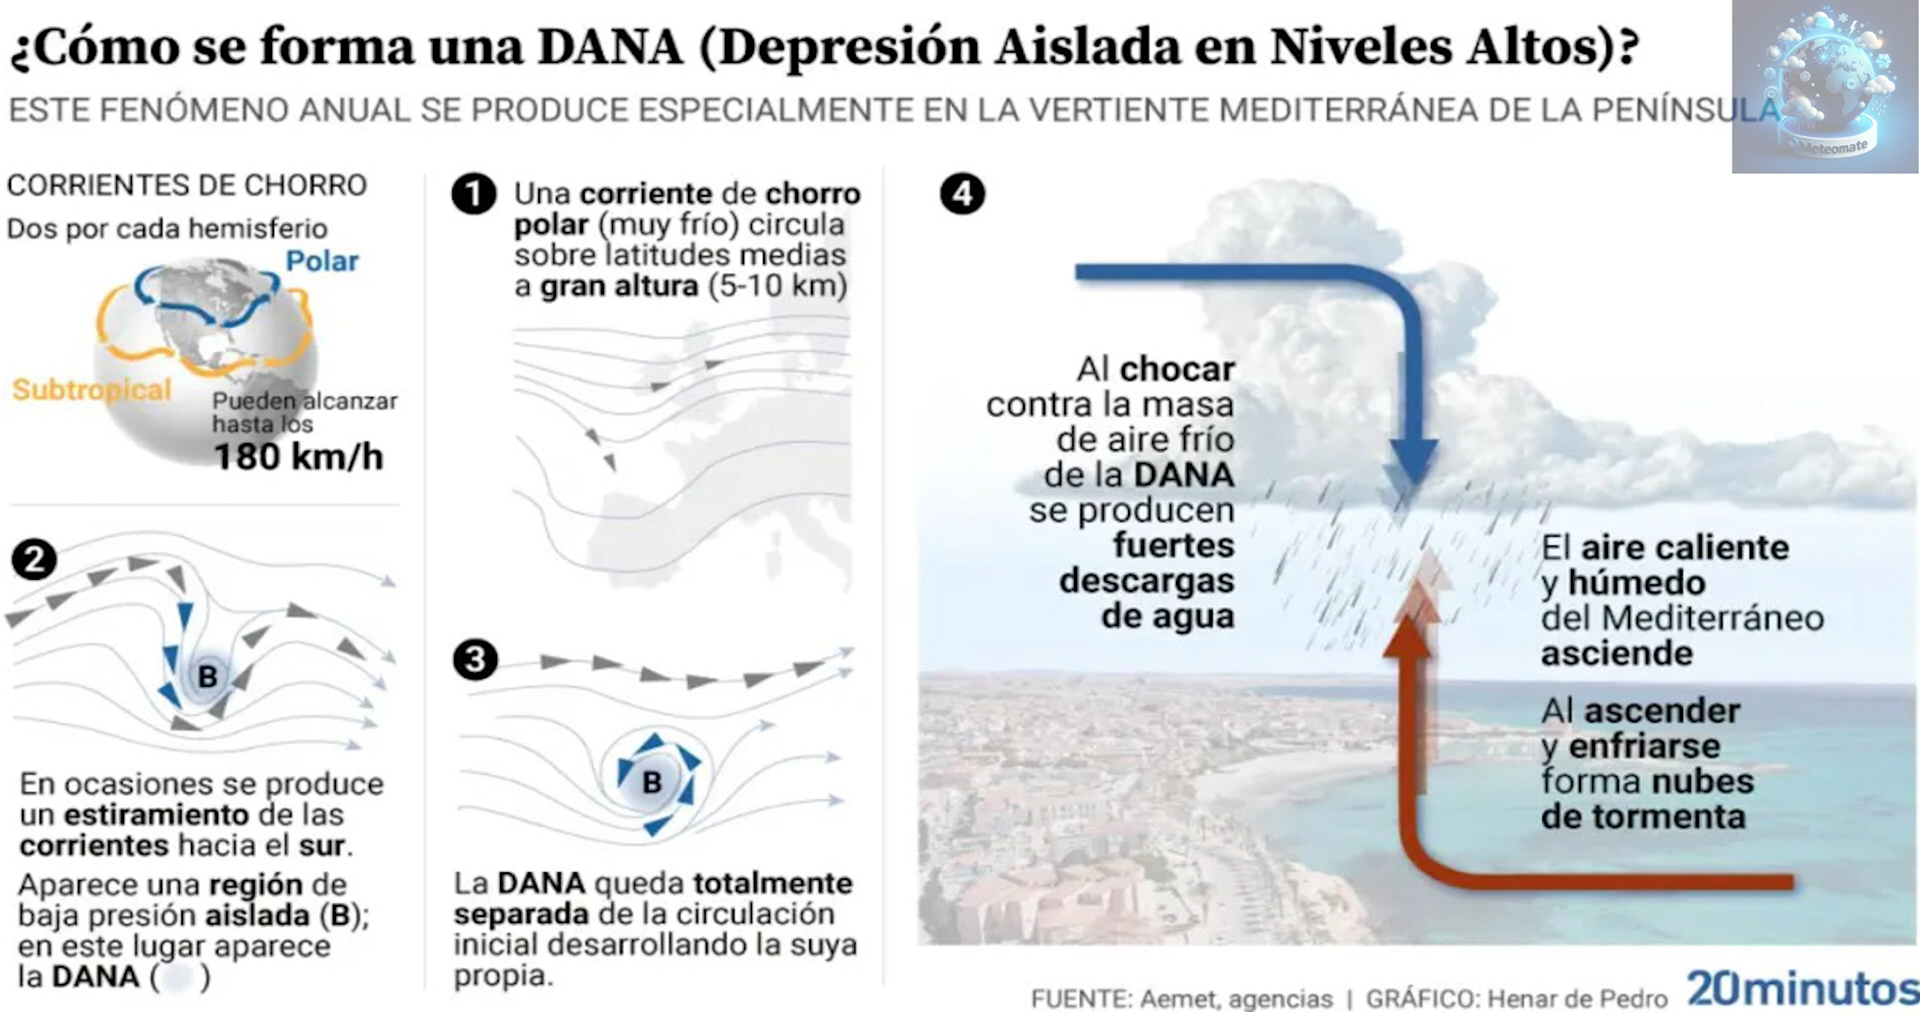 ¿Cómo se forma una DANA (Depresión Aislada en Niveles Altos)?
ESTE FENÓMENO ANUAL SE PRODUCE ESPECIALMENTE EN LA VERTIENTE MEDITERRÁNEA DE LA PENÍNSULA
Meteomate
CORRIENTES DE CHORRO
Dos por cada hemisferio
Polar
Subtropical
Pueden alcanzar
hasta los
180 km/h
1
Una corriente de chorro
polar (muy frío) circula
sobre latitudes medias
a gran altura (5-10 km)
2
B
En ocasiones se produce
un estiramiento de las
corrientes hacia el sur.
Aparece una región de
baja presión aislada (B);
en este lugar aparece
la DANA ( )
3
B
La DANA queda totalmente
separada de la circulación
inicial desarrollando la suya
propia.
4
Al chocar
contra la masa
de aire frío
de la DANA
se producen
fuertes
descargas
de agua
El aire caliente
y húmedo
del Mediterráneo
asciende
Al ascender
y enfriarse
forma nubes
de tormenta
FUENTE: Aemet, agencias | GRÁFICO: Henar de Pedro
20minutos